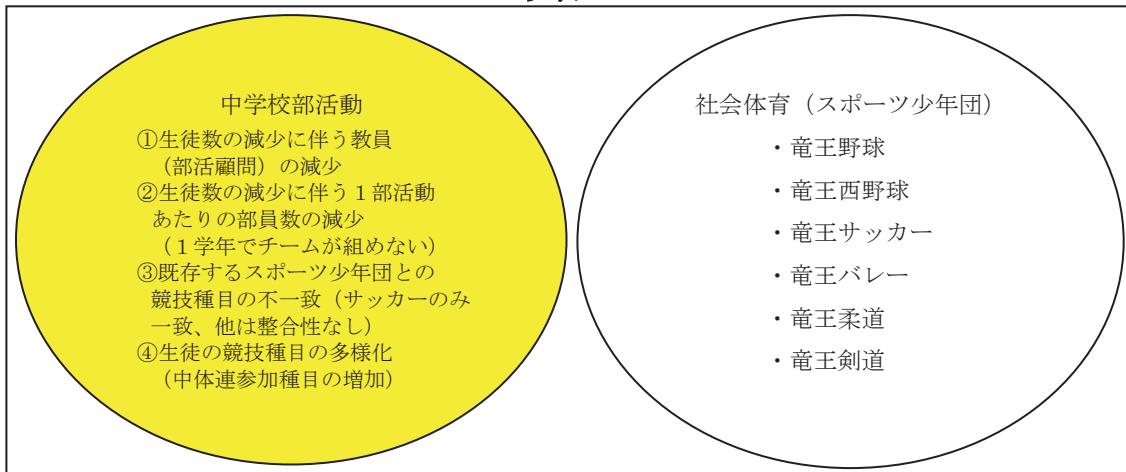 中学校部活動
①生徒数の減少に伴う教員
（部活顧問）の減少
②生徒数の減少に伴う１部活動
あたりの部員数の減少
（１学年でチームが組めない）
③既存するスポーツ少年団との
競技種目の不一致（サッカーのみ
一致、他は整合性なし）
④生徒の競技種目の多様化
（中体連参加種目の増加）
社会体育（スポーツ少年団）
・竜王野球
・竜王西野球
・竜王サッカー
・竜王バレー
・竜王柔道
・竜王剣道